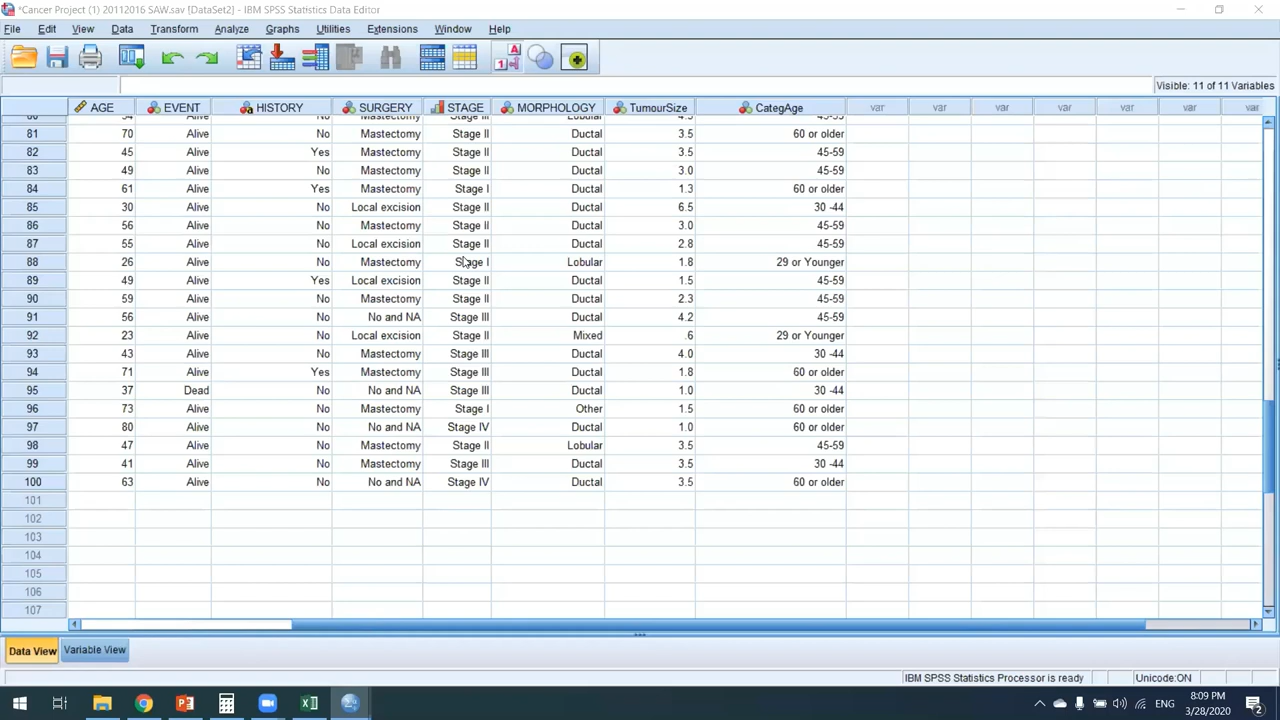 *Cancer Project (1) 20112016 SAW.sav [DataSet2] - IBM SPSS Statistics Data Editor
File Edit View Data Transform Analyze Graphs Utilities Extensions Window Help
Visible: 11 of 11 Variables
AGE EVENT HISTORY SURGERY STAGE MORPHOLOGY TumourSize CategAge var var var var var var var
81 70 Alive No Mastectomy Stage II Ductal 3.5 60 or older
82 45 Alive Yes Mastectomy Stage II Ductal 3.5 45-59
83 49 Alive No Mastectomy Stage II Ductal 3.0 45-59
84 61 Alive Yes Mastectomy Stage I Ductal 1.3 60 or older
85 30 Alive No Local excision Stage II Ductal 6.5 30 -44
86 56 Alive No Mastectomy Stage II Ductal 3.0 45-59
87 55 Alive No Local excision Stage II Ductal 2.8 45-59
88 26 Alive No Mastectomy Stage I Lobular 1.8 29 or Younger
89 49 Alive Yes Local excision Stage II Ductal 1.5 45-59
90 59 Alive No Mastectomy Stage II Ductal 2.3 45-59
91 56 Alive No No and NA Stage III Ductal 4.2 45-59
92 23 Alive No Local excision Stage II Mixed .6 29 or Younger
93 43 Alive No Mastectomy Stage III Ductal 4.0 30 -44
94 71 Alive Yes Mastectomy Stage III Ductal 1.8 60 or older
95 37 Dead No No and NA Stage III Ductal 1.0 30 -44
96 73 Alive No Mastectomy Stage I Other 1.5 60 or older
97 80 Alive No No and NA Stage IV Ductal 1.0 60 or older
98 47 Alive No Mastectomy Stage II Lobular 3.5 45-59
99 41 Alive No Mastectomy Stage III Ductal 3.5 30 -44
100 63 Alive No No and NA Stage IV Ductal 3.5 60 or older
101
102
103
104
105
106
107
Data View Variable View
IBM SPSS Statistics Processor is ready Unicode:ON
ENG 8:09 PM
3/28/2020